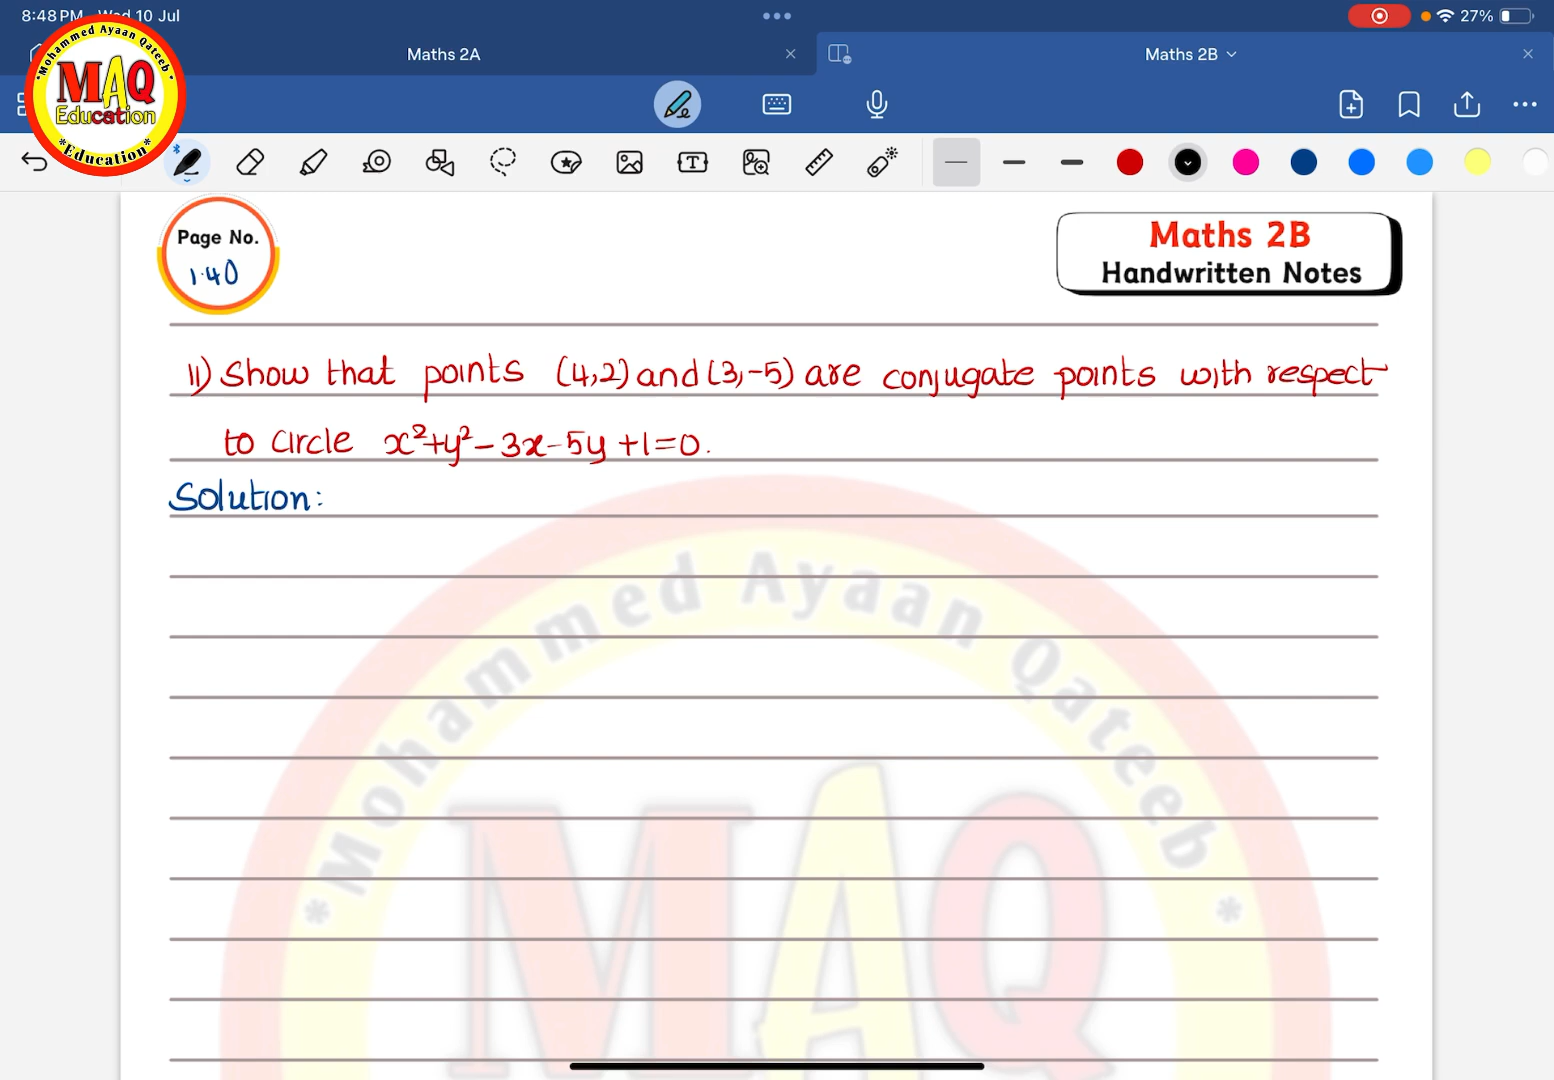 8:48 PM Wed 10 Jul
27%
Maths 2A
Maths 2B
Mohammed Ayaan Qateeb
MAQ
Education
*Education*
Page No.
1.40
Maths 2B
Handwritten Notes
11) Show that points (4,2) and (3,-5) are conjugate points with respect
to circle x²+y²-3x-5y+1=0.
Solution:
* Mohammed Ayaan Qateeb *
MAQ